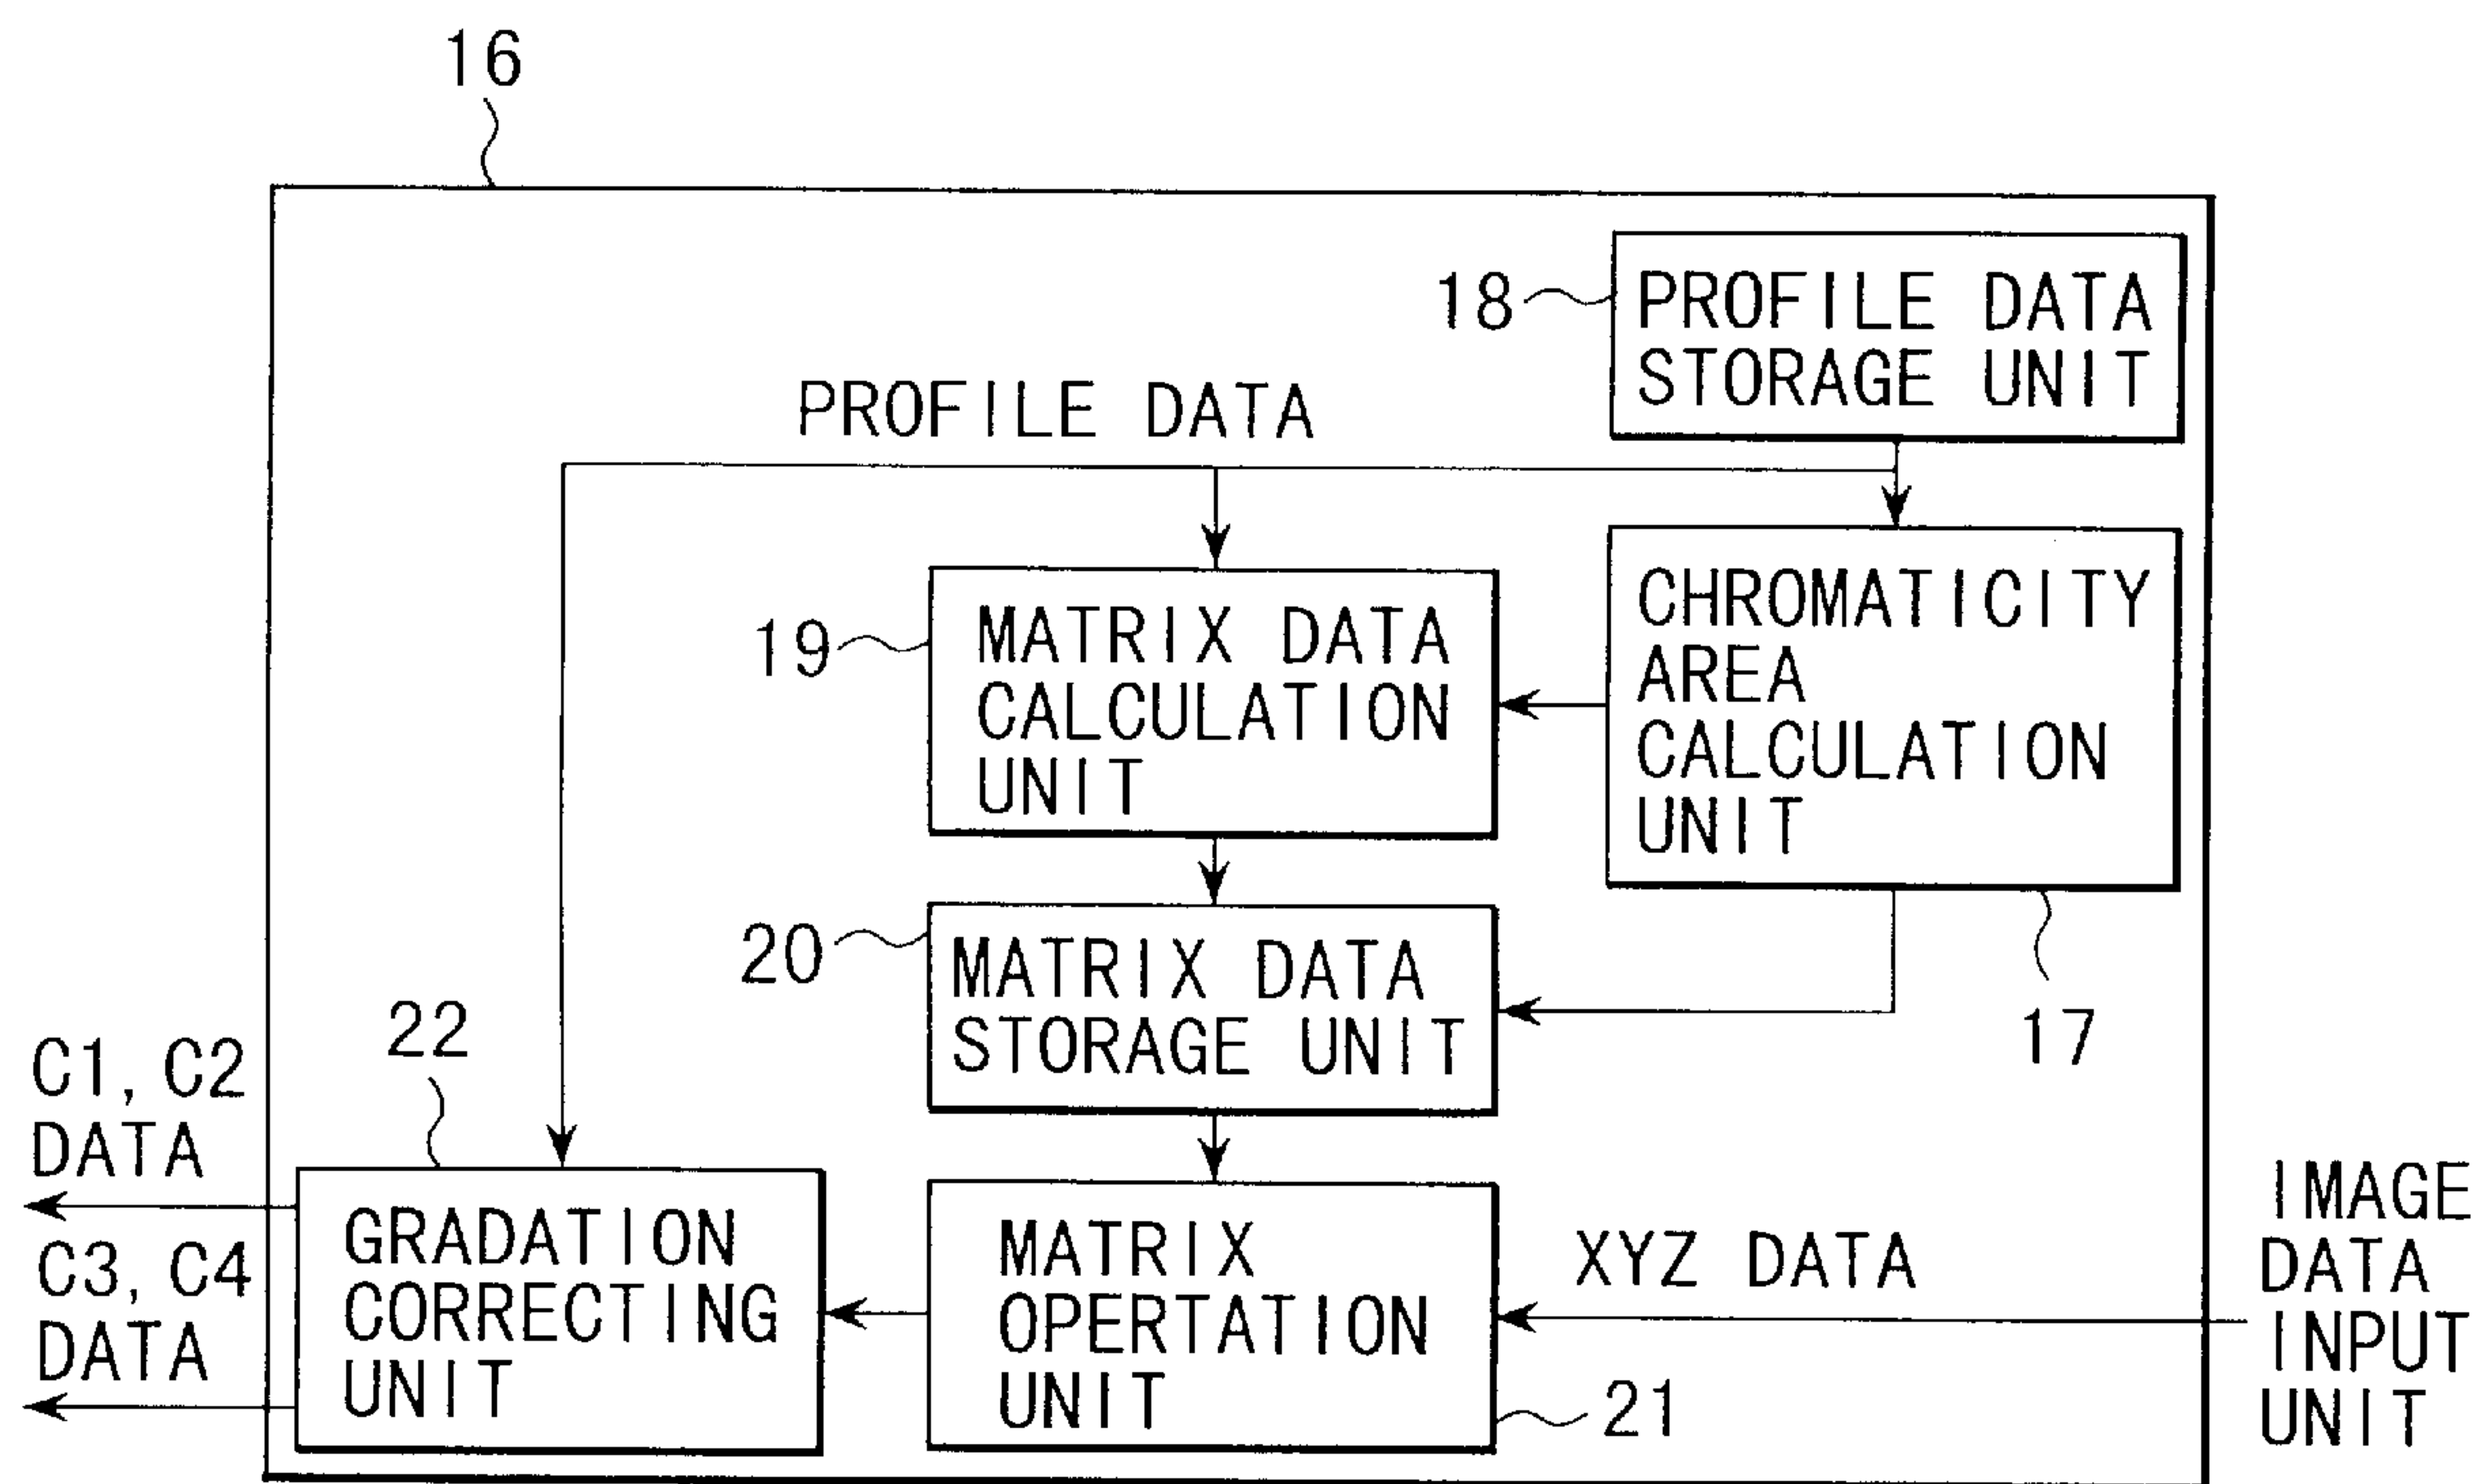 16
18
PROFILE DATA
STORAGE UNIT
PROFILE DATA
19
MATRIX DATA
CALCULATION
UNIT
CHROMATICITY
AREA
CALCULATION
UNIT
17
20
MATRIX DATA
STORAGE UNIT
22
C1, C2
DATA
C3, C4
DATA
GRADATION
CORRECTING
UNIT
MATRIX
OPERTATION
UNIT
21
XYZ DATA
IMAGE
DATA
INPUT
UNIT